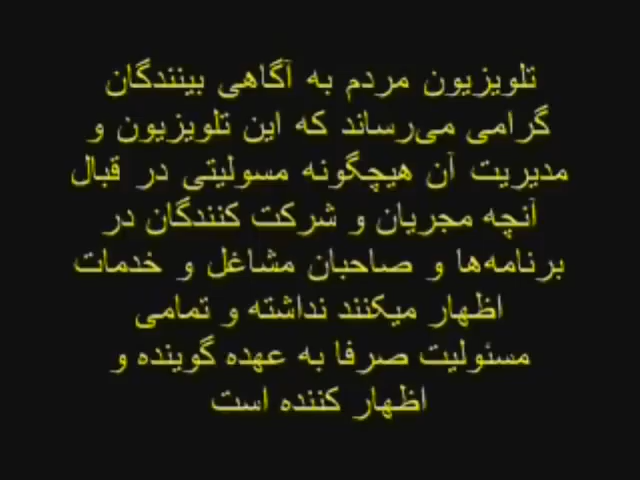 تلویزیون مردم به آگاهی بینندگان
گرامی می‌رساند که این تلویزیون و
مدیریت آن هیچگونه مسولیتی در قبال
آنچه مجریان و شرکت کنندگان در
برنامه‌ها و صاحبان مشاغل و خدمات
اظهار میکنند نداشته و تمامی
مسئولیت صرفا به عهده گوینده و
اظهار کننده است